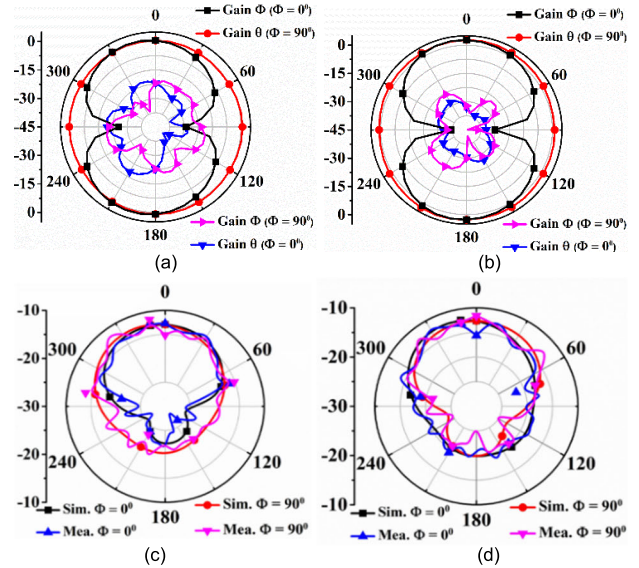 0
Gain Φ (Φ = 0⁰)
Gain θ (Φ = 90⁰)
0
-15
-30
-45
-30
-15
0
300
60
240
120
180
Gain Φ (Φ = 90⁰)
Gain θ (Φ = 0⁰)
(a)
0
Gain Φ (Φ = 0⁰)
Gain θ (Φ = 90⁰)
0
-15
-30
-45
-30
-15
0
300
60
240
120
180
Gain Φ (Φ = 90⁰)
Gain θ (Φ = 0⁰)
(b)
0
-10
-20
-30
-20
-10
300
60
240
120
180
Sim. Φ = 0⁰
Sim. Φ = 90⁰
Mea. Φ = 0⁰
Mea. Φ = 90⁰
(c)
0
-10
-20
-30
-20
-10
300
60
240
120
180
Sim. Φ = 0⁰
Sim. Φ = 90⁰
Mea. Φ = 0⁰
Mea. Φ = 90⁰
(d)